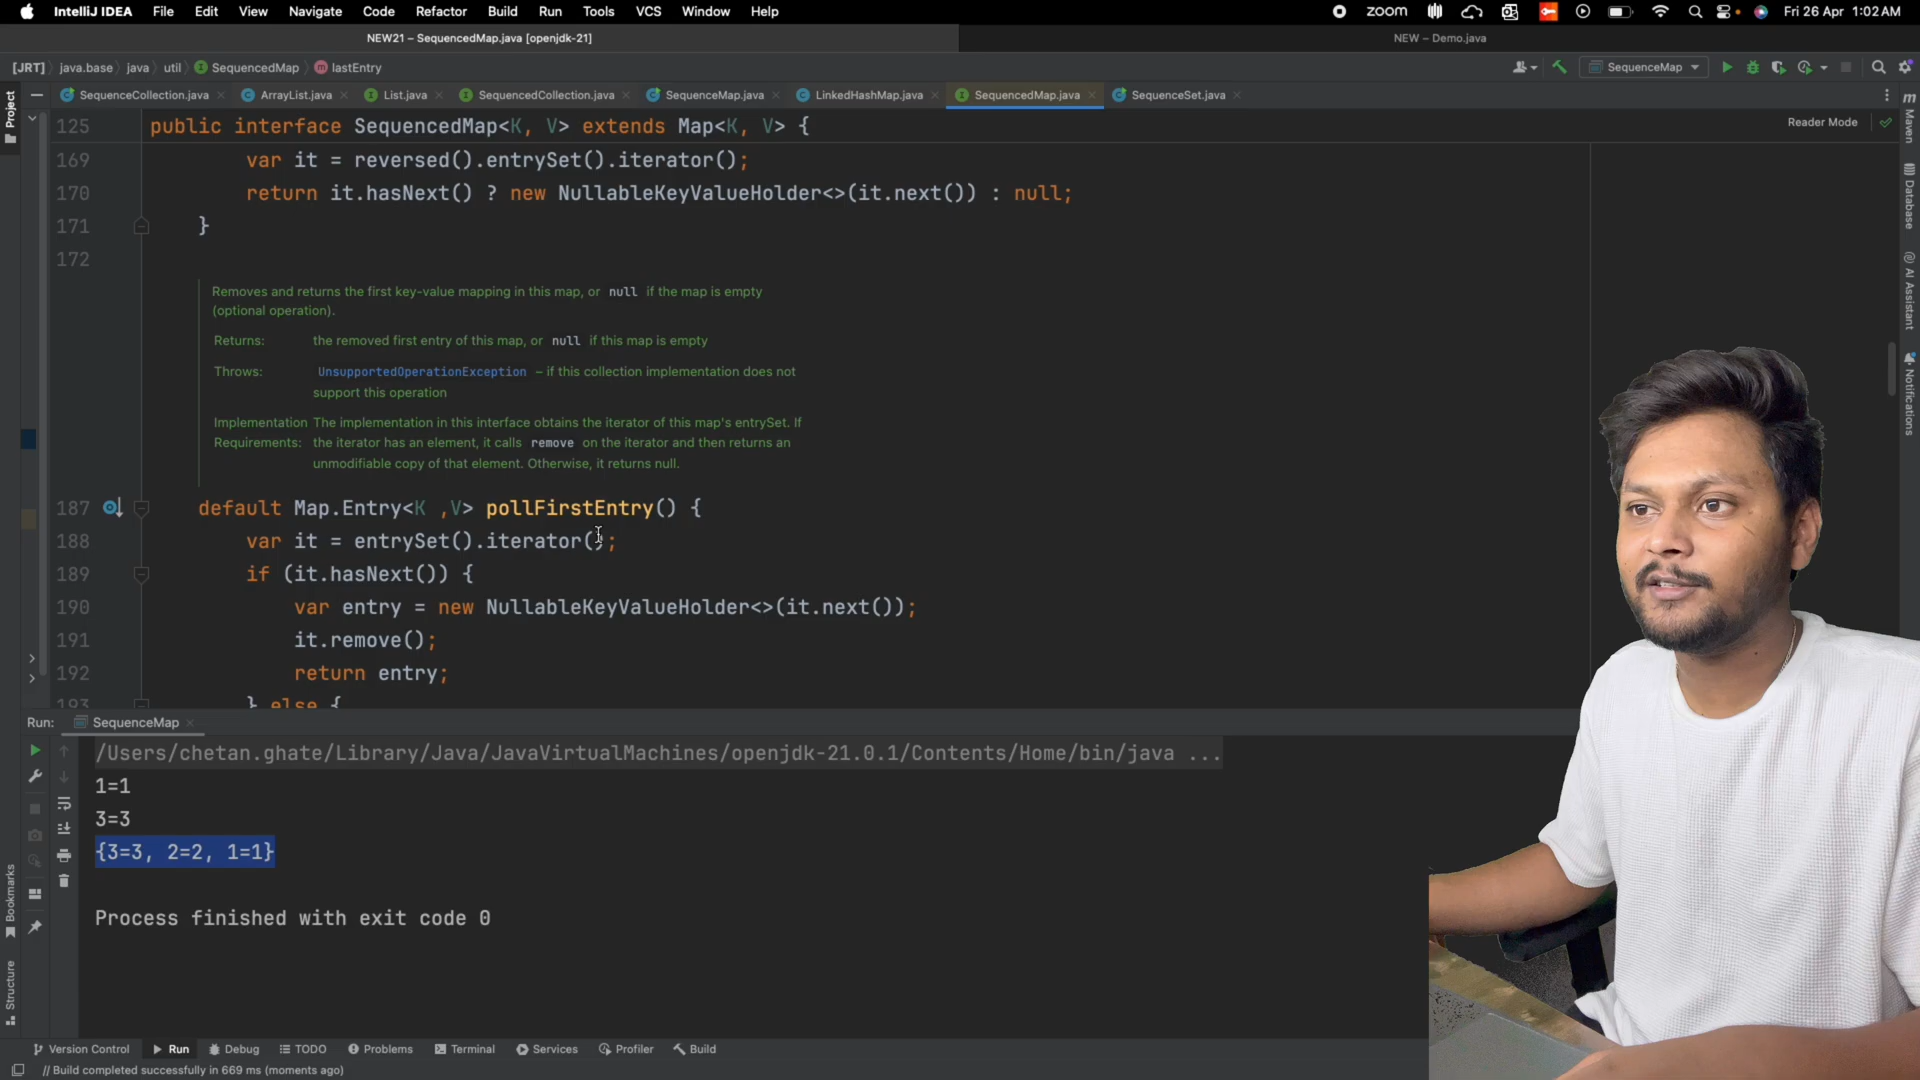 IntelliJ IDEA File Edit View Navigate Code Refactor Build Run Tools VCS Window Help zoom Fri 26 Apr 1:02 AM
NEW21 – SequencedMap.java [openjdk-21] NEW – Demo.java
[JRT] java.base java util SequencedMap lastEntry SequenceMap
SequenceCollection.java ArrayList.java List.java SequencedCollection.java SequenceMap.java LinkedHashMap.java SequencedMap.java SequenceSet.java
Reader Mode
125 public interface SequencedMap<K, V> extends Map<K, V> {
169 var it = reversed().entrySet().iterator();
170 return it.hasNext() ? new NullableKeyValueHolder<>(it.next()) : null;
171 }
172
Removes and returns the first key-value mapping in this map, or null if the map is empty
(optional operation).
Returns: the removed first entry of this map, or null if this map is empty
Throws: UnsupportedOperationException – if this collection implementation does not
support this operation
Implementation The implementation in this interface obtains the iterator of this map's entrySet. If
Requirements: the iterator has an element, it calls remove on the iterator and then returns an
unmodifiable copy of that element. Otherwise, it returns null.
187 default Map.Entry<K ,V> pollFirstEntry() {
188 var it = entrySet().iterator();
189 if (it.hasNext()) {
190 var entry = new NullableKeyValueHolder<>(it.next());
191 it.remove();
192 return entry;
193 } else {
Run: SequenceMap
/Users/chetan.ghate/Library/Java/JavaVirtualMachines/openjdk-21.0.1/Contents/Home/bin/java ...
1=1
3=3
{3=3, 2=2, 1=1}
Process finished with exit code 0
Project
Bookmarks
Structure
m
Maven
Database
AI Assistant
Notifications
Version Control Run Debug TODO Problems Terminal Services Profiler Build
// Build completed successfully in 669 ms (moments ago)